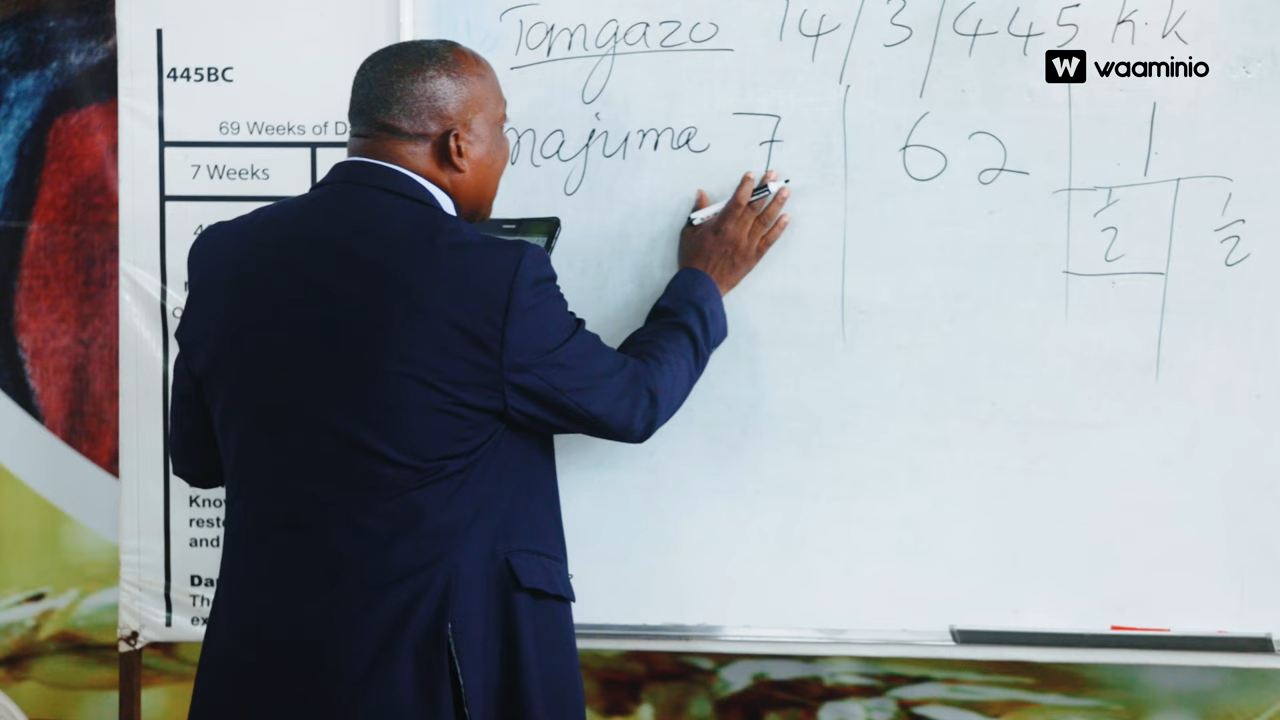 Tangazo 14/3/445 k.k
W waaminio
445BC
69 Weeks of
7 Weeks
majuma 7 62 1
1/2 1/2
and